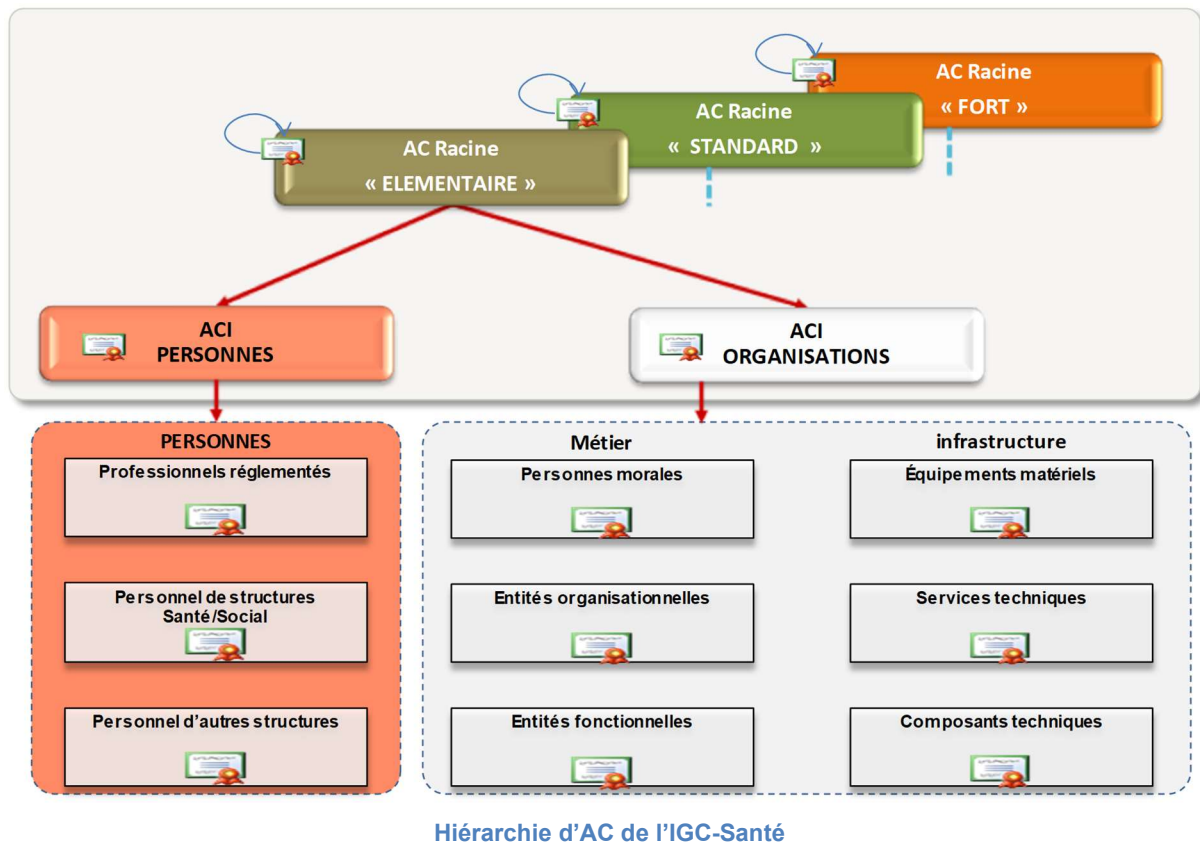 AC Racine
« FORT »
AC Racine
« STANDARD »
AC Racine
« ELEMENTAIRE »
ACI
PERSONNES
ACI
ORGANISATIONS
PERSONNES
Professionnels réglementés
Personnel de structures
Santé/Social
Personnel d'autres structures
Métier
Personnes morales
Entités organisationnelles
Entités fonctionnelles
infrastructure
Équipements matériels
Services techniques
Composants techniques
Hiérarchie d'AC de l'IGC-Santé